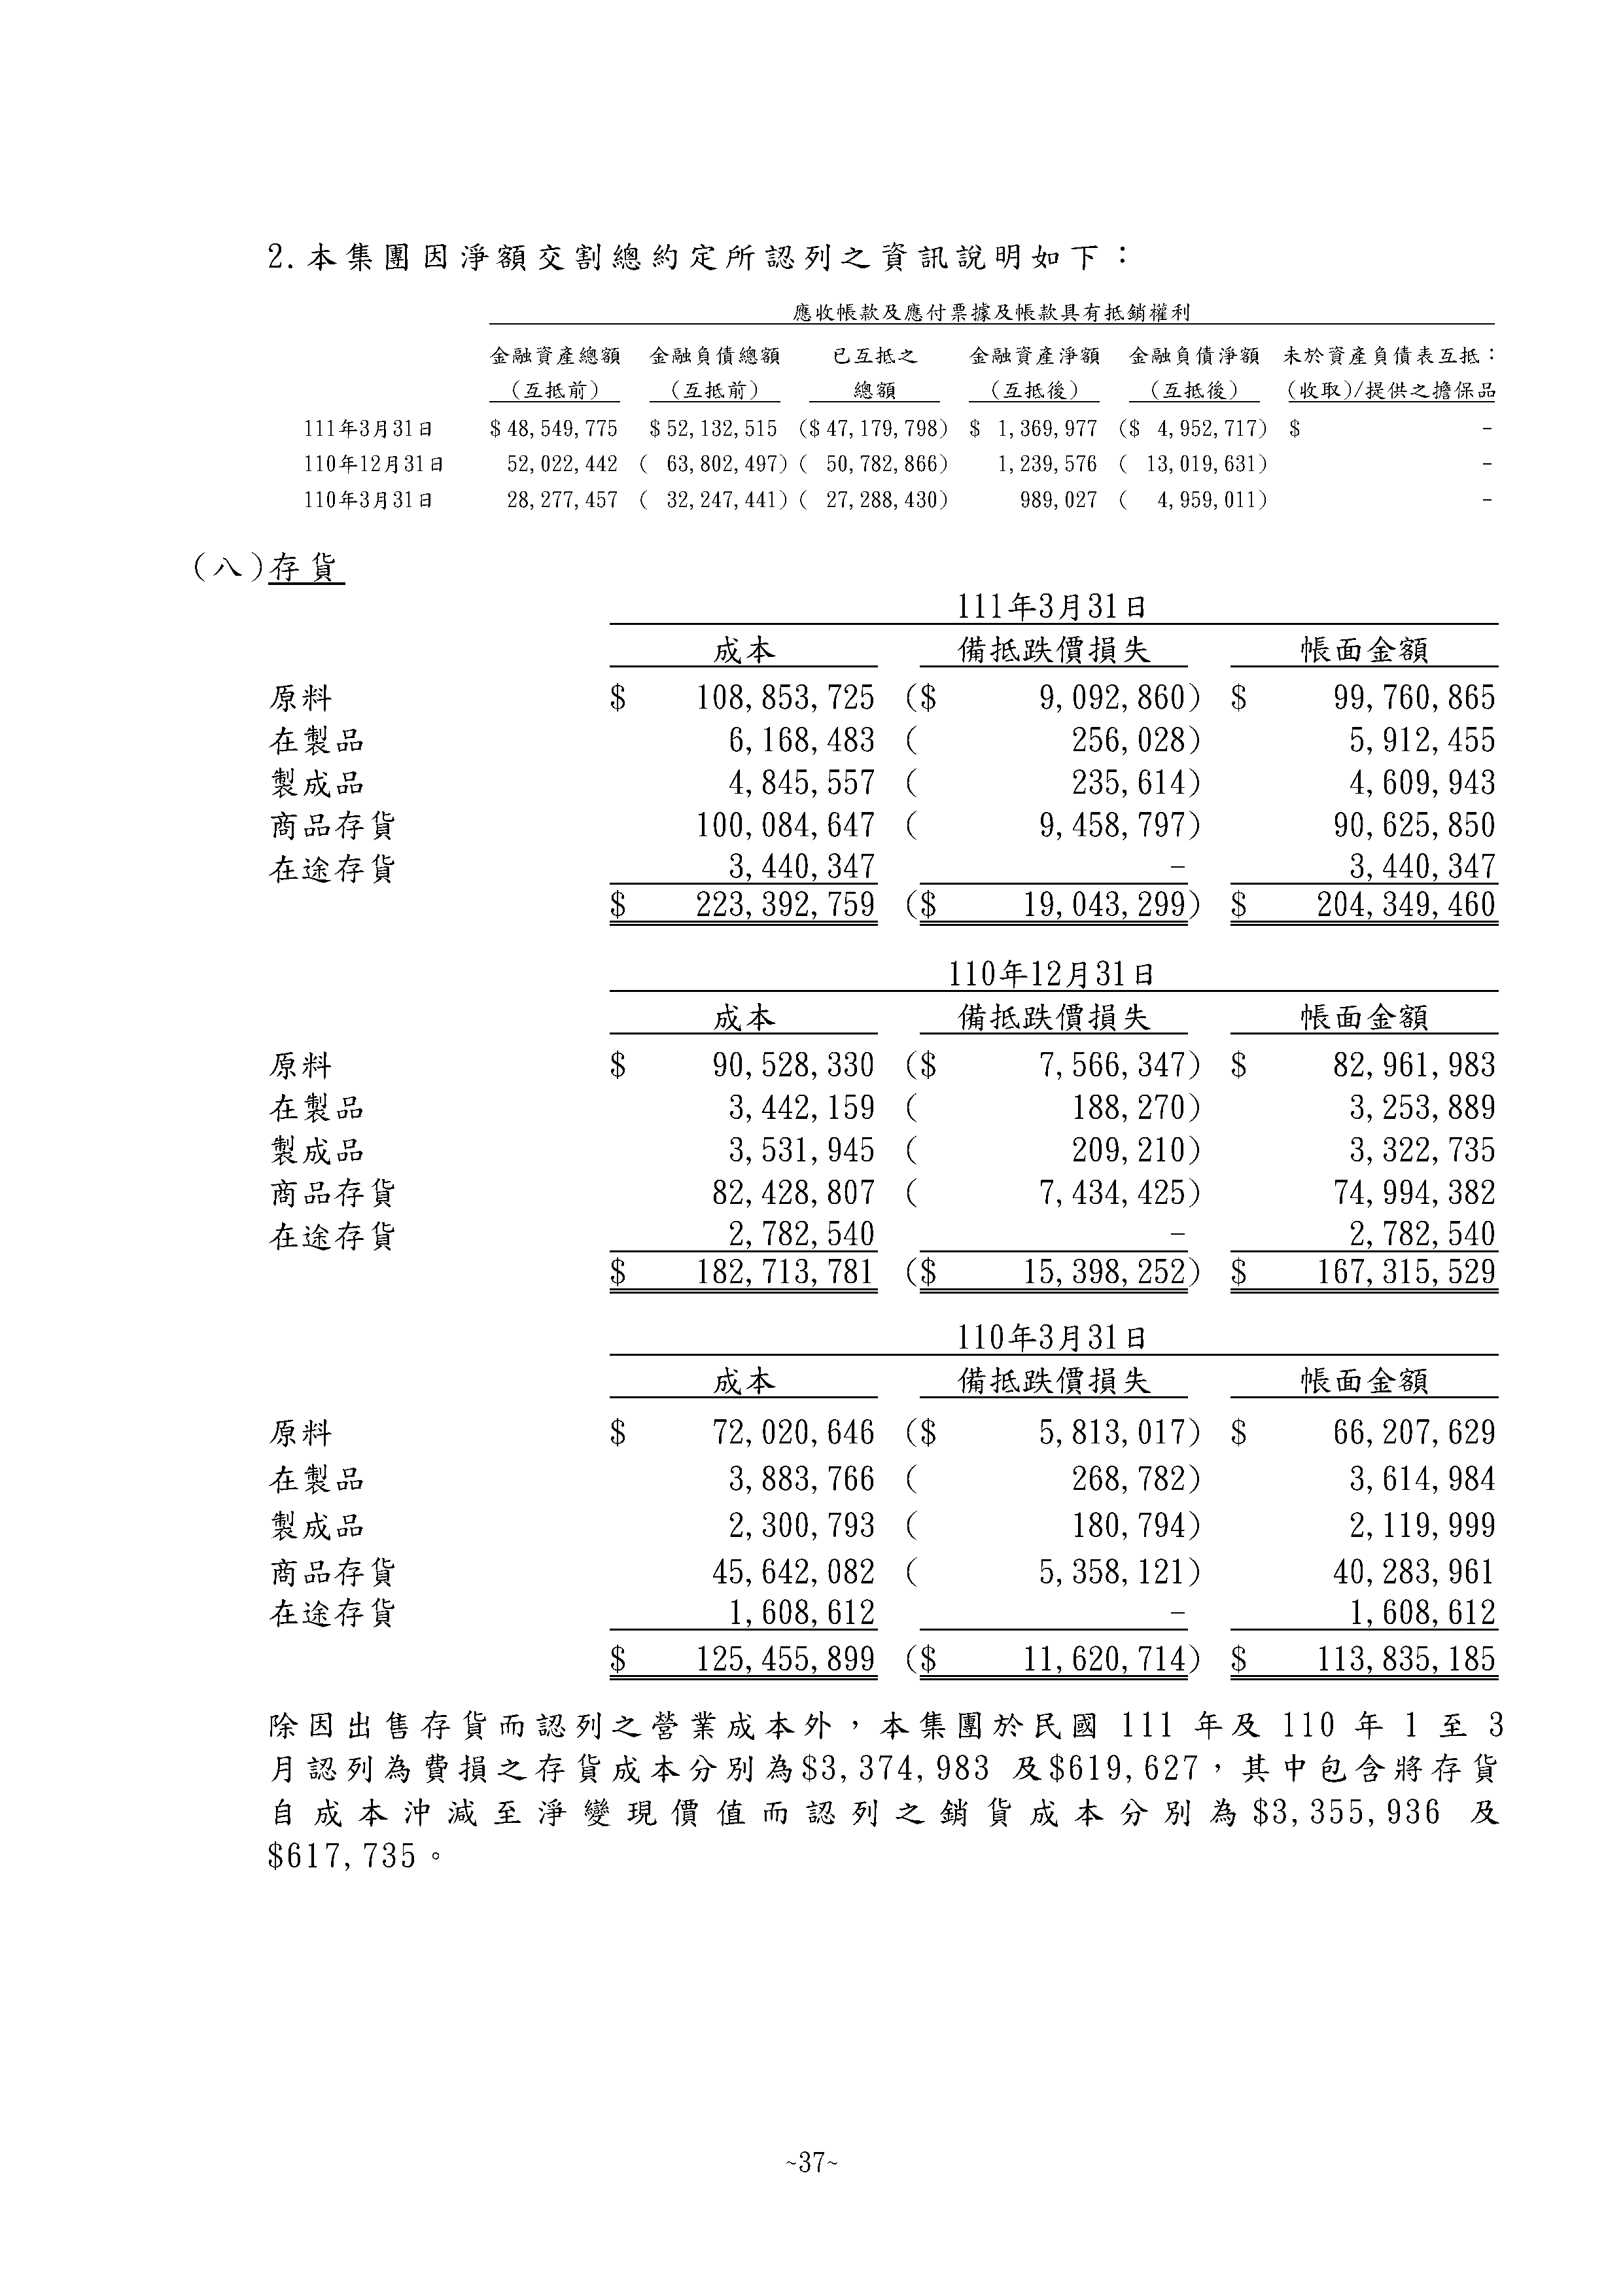 2.本集團因淨額交割總約定所認列之資訊說明如下：
應收帳款及應付票據及帳款具有抵銷權利
金融資產總額 金融負債總額 已互抵之 金融資產淨額 金融負債淨額 未於資產負債表互抵：
(互抵前) (互抵前) 總額 (互抵後) (互抵後) (收取)/提供之擔保品
111年3月31日 $48,549,775 $52,132,515 ($47,179,798) $ 1,369,977 ($ 4,952,717) $ -
110年12月31日 52,022,442 ( 63,802,497) ( 50,782,866) 1,239,576 ( 13,019,631) -
110年3月31日 28,277,457 ( 32,247,441) ( 27,288,430) 989,027 ( 4,959,011) -
(八)存貨
111年3月31日
成本 備抵跌價損失 帳面金額
原料 $ 108,853,725 ($ 9,092,860) $ 99,760,865
在製品 6,168,483 ( 256,028) 5,912,455
製成品 4,845,557 ( 235,614) 4,609,943
商品存貨 100,084,647 ( 9,458,797) 90,625,850
在途存貨 3,440,347 - 3,440,347
$ 223,392,759 ($ 19,043,299) $ 204,349,460
110年12月31日
成本 備抵跌價損失 帳面金額
原料 $ 90,528,330 ($ 7,566,347) $ 82,961,983
在製品 3,442,159 ( 188,270) 3,253,889
製成品 3,531,945 ( 209,210) 3,322,735
商品存貨 82,428,807 ( 7,434,425) 74,994,382
在途存貨 2,782,540 - 2,782,540
$ 182,713,781 ($ 15,398,252) $ 167,315,529
110年3月31日
成本 備抵跌價損失 帳面金額
原料 $ 72,020,646 ($ 5,813,017) $ 66,207,629
在製品 3,883,766 ( 268,782) 3,614,984
製成品 2,300,793 ( 180,794) 2,119,999
商品存貨 45,642,082 ( 5,358,121) 40,283,961
在途存貨 1,608,612 - 1,608,612
$ 125,455,899 ($ 11,620,714) $ 113,835,185
除因出售存貨而認列之營業成本外，本集團於民國 111 年及 110 年 1 至 3
月認列為費損之存貨成本分別為$3,374,983 及$619,627，其中包含將存貨
自成本沖減至淨變現價值而認列之銷貨成本分別為$3,355,936 及
$617,735。
~37~